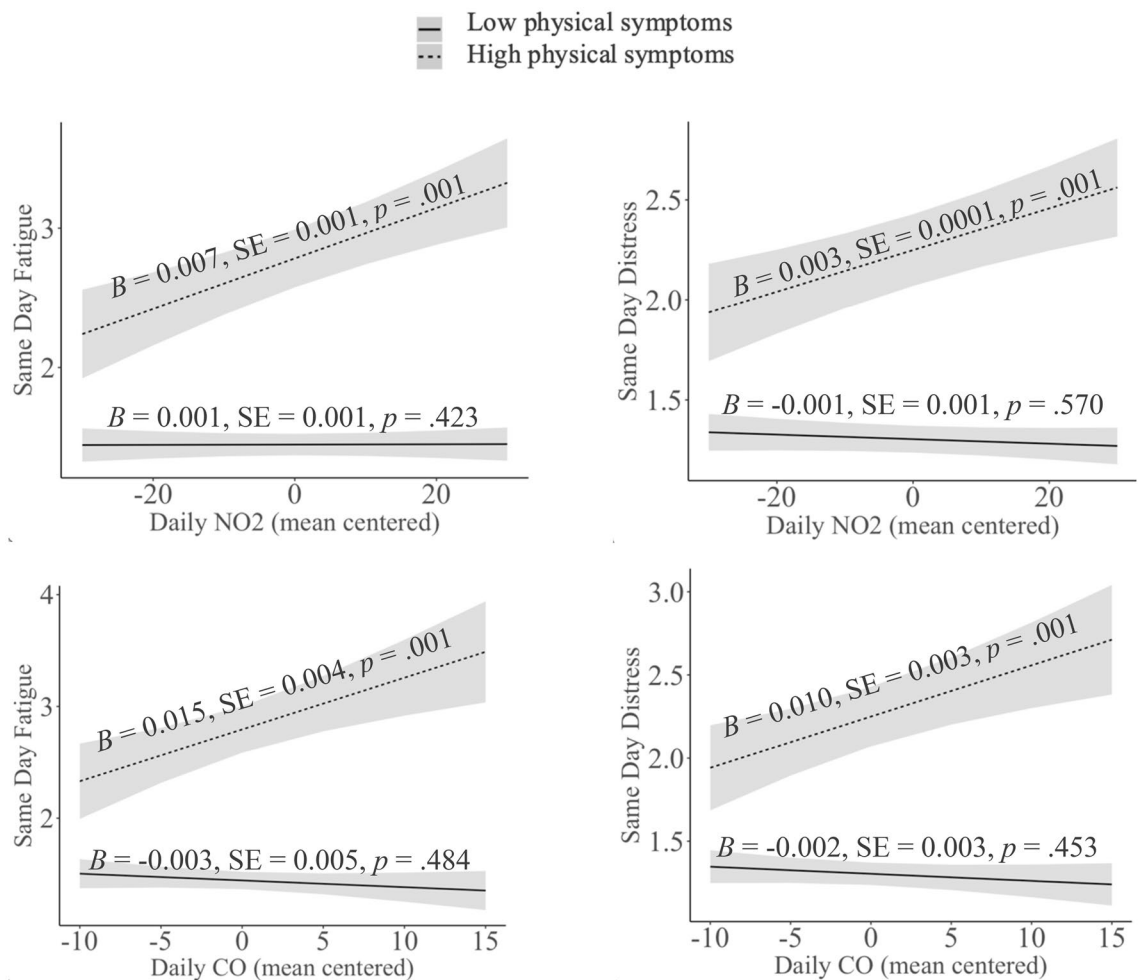 Low physical symptoms
High physical symptoms
Same Day Fatigue
3
2
B = 0.007, SE = 0.001, p = .001
B = 0.001, SE = 0.001, p = .423
-20
0
20
Daily NO2 (mean centered)
Same Day Distress
2.5
2.0
1.5
B = 0.003, SE = 0.0001, p = .001
B = -0.001, SE = 0.001, p = .570
-20
0
20
Daily NO2 (mean centered)
Same Day Fatigue
4
3
2
B = 0.015, SE = 0.004, p = .001
B = -0.003, SE = 0.005, p = .484
-10
-5
0
5
10
15
Daily CO (mean centered)
Same Day Distress
3.0
2.5
2.0
1.5
B = 0.010, SE = 0.003, p = .001
B = -0.002, SE = 0.003, p = .453
-10
-5
0
5
10
15
Daily CO (mean centered)